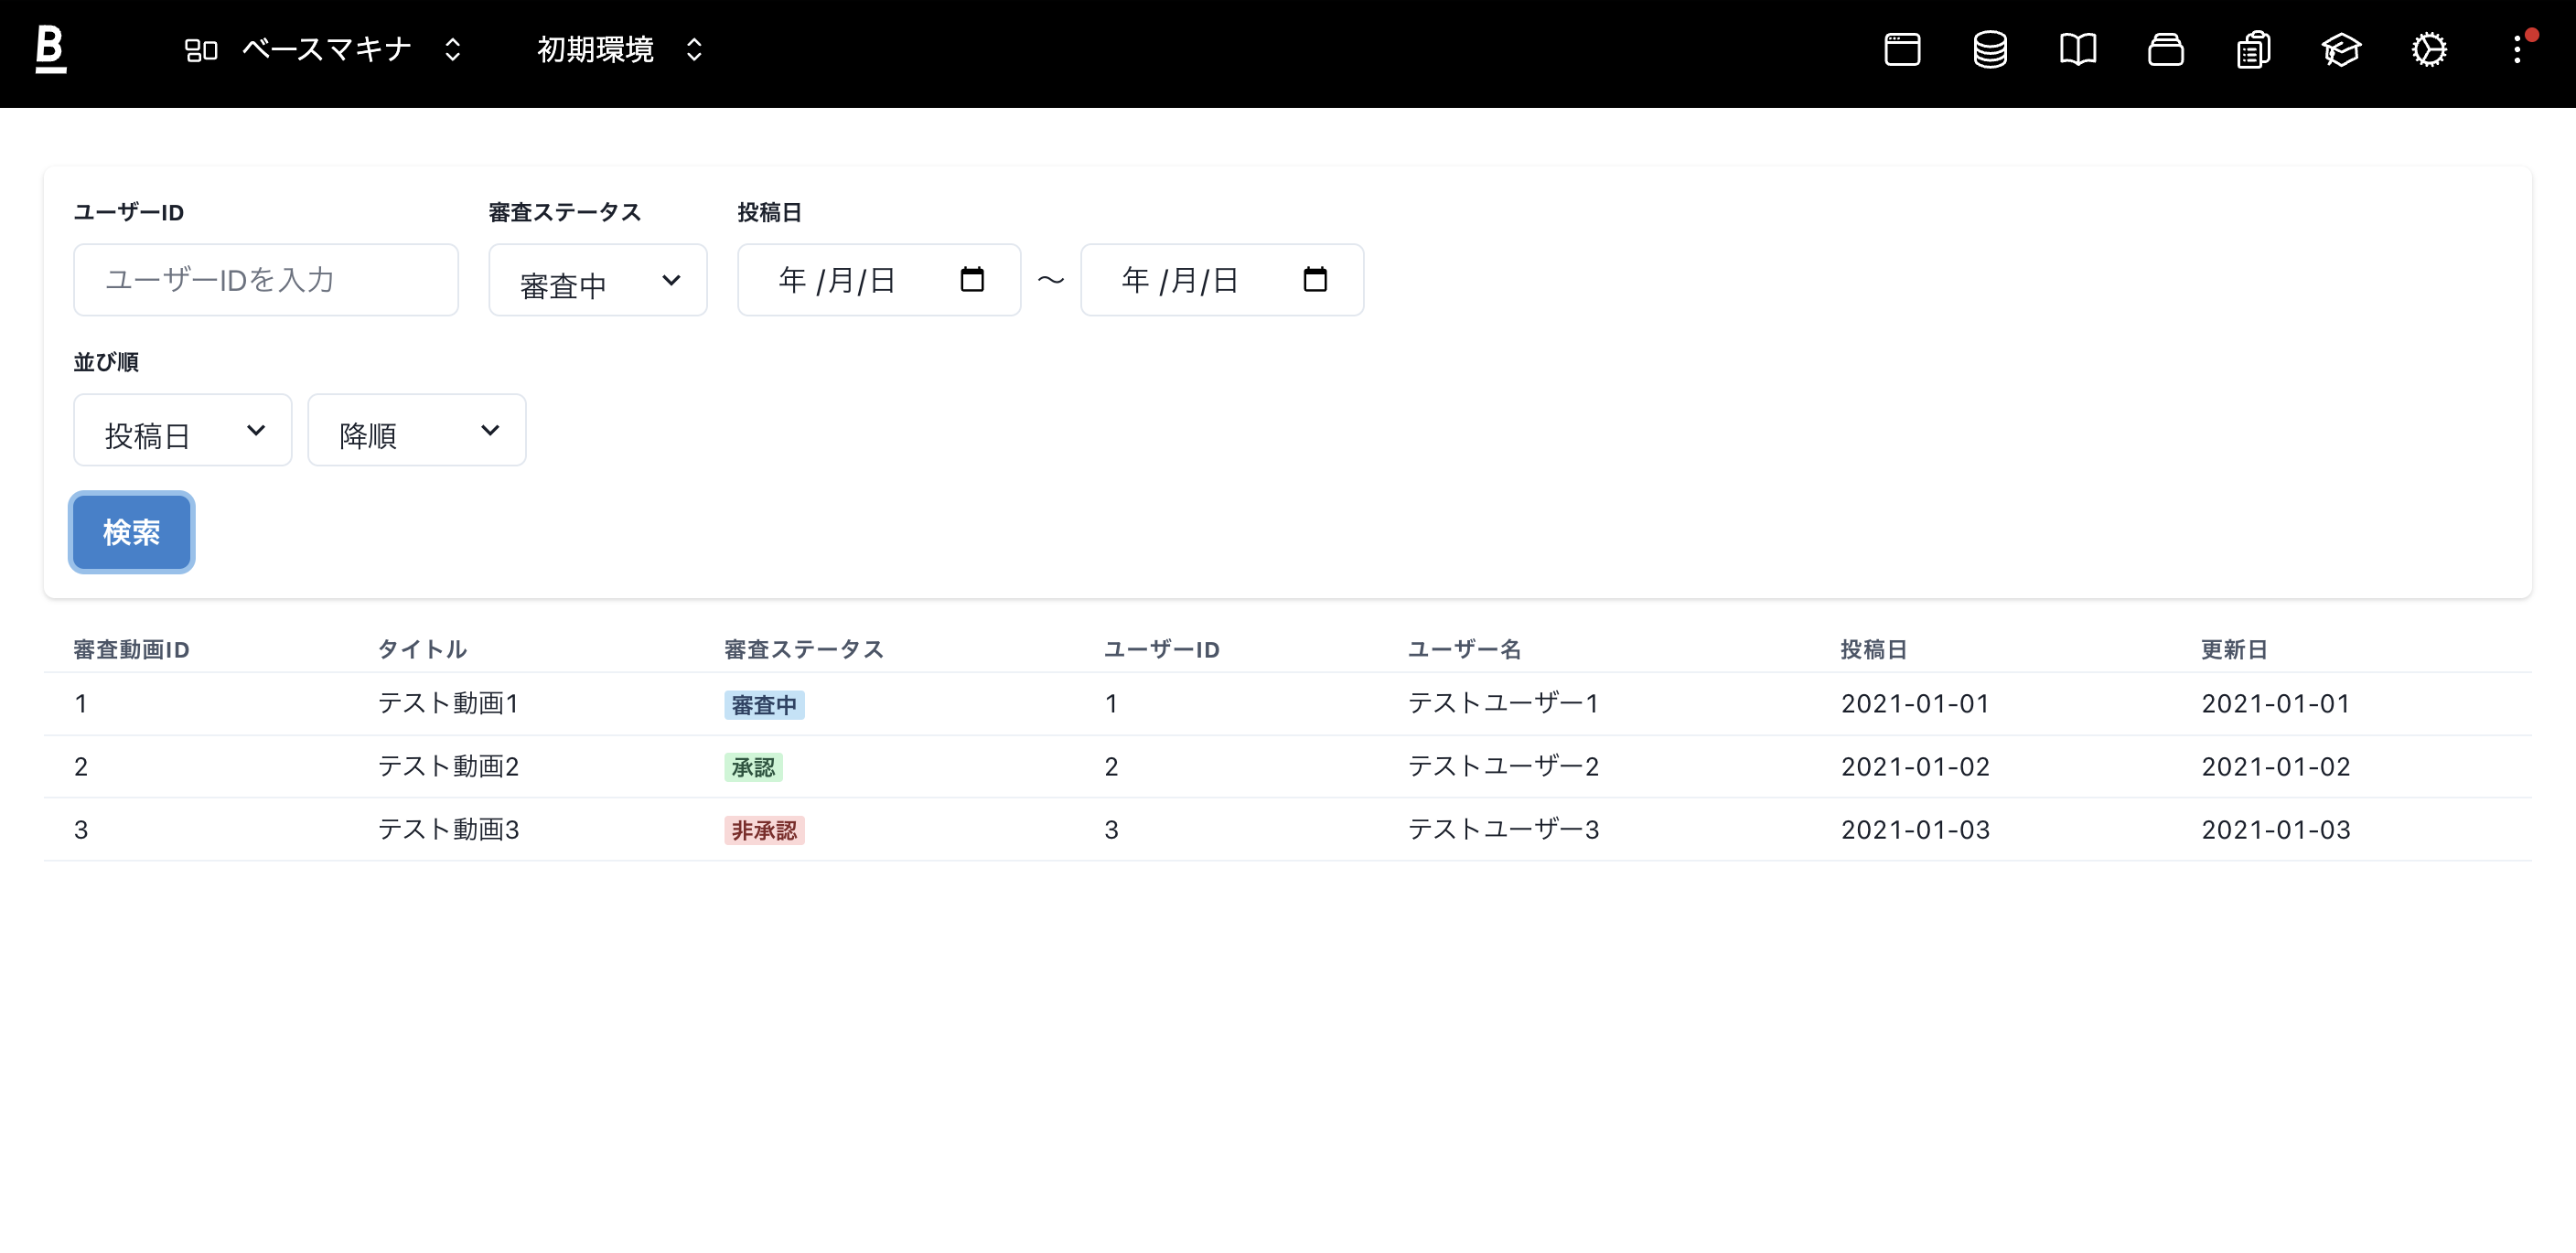 B ベースマキナ 初期環境
ユーザーID 審査ステータス 投稿日
ユーザーIDを入力 審査中 年 /月/日 〜 年 /月/日
並び順
投稿日 降順
検索
審査動画ID タイトル 審査ステータス ユーザーID ユーザー名 投稿日 更新日
1 テスト動画1 審査中 1 テストユーザー1 2021-01-01 2021-01-01
2 テスト動画2 承認 2 テストユーザー2 2021-01-02 2021-01-02
3 テスト動画3 非承認 3 テストユーザー3 2021-01-03 2021-01-03